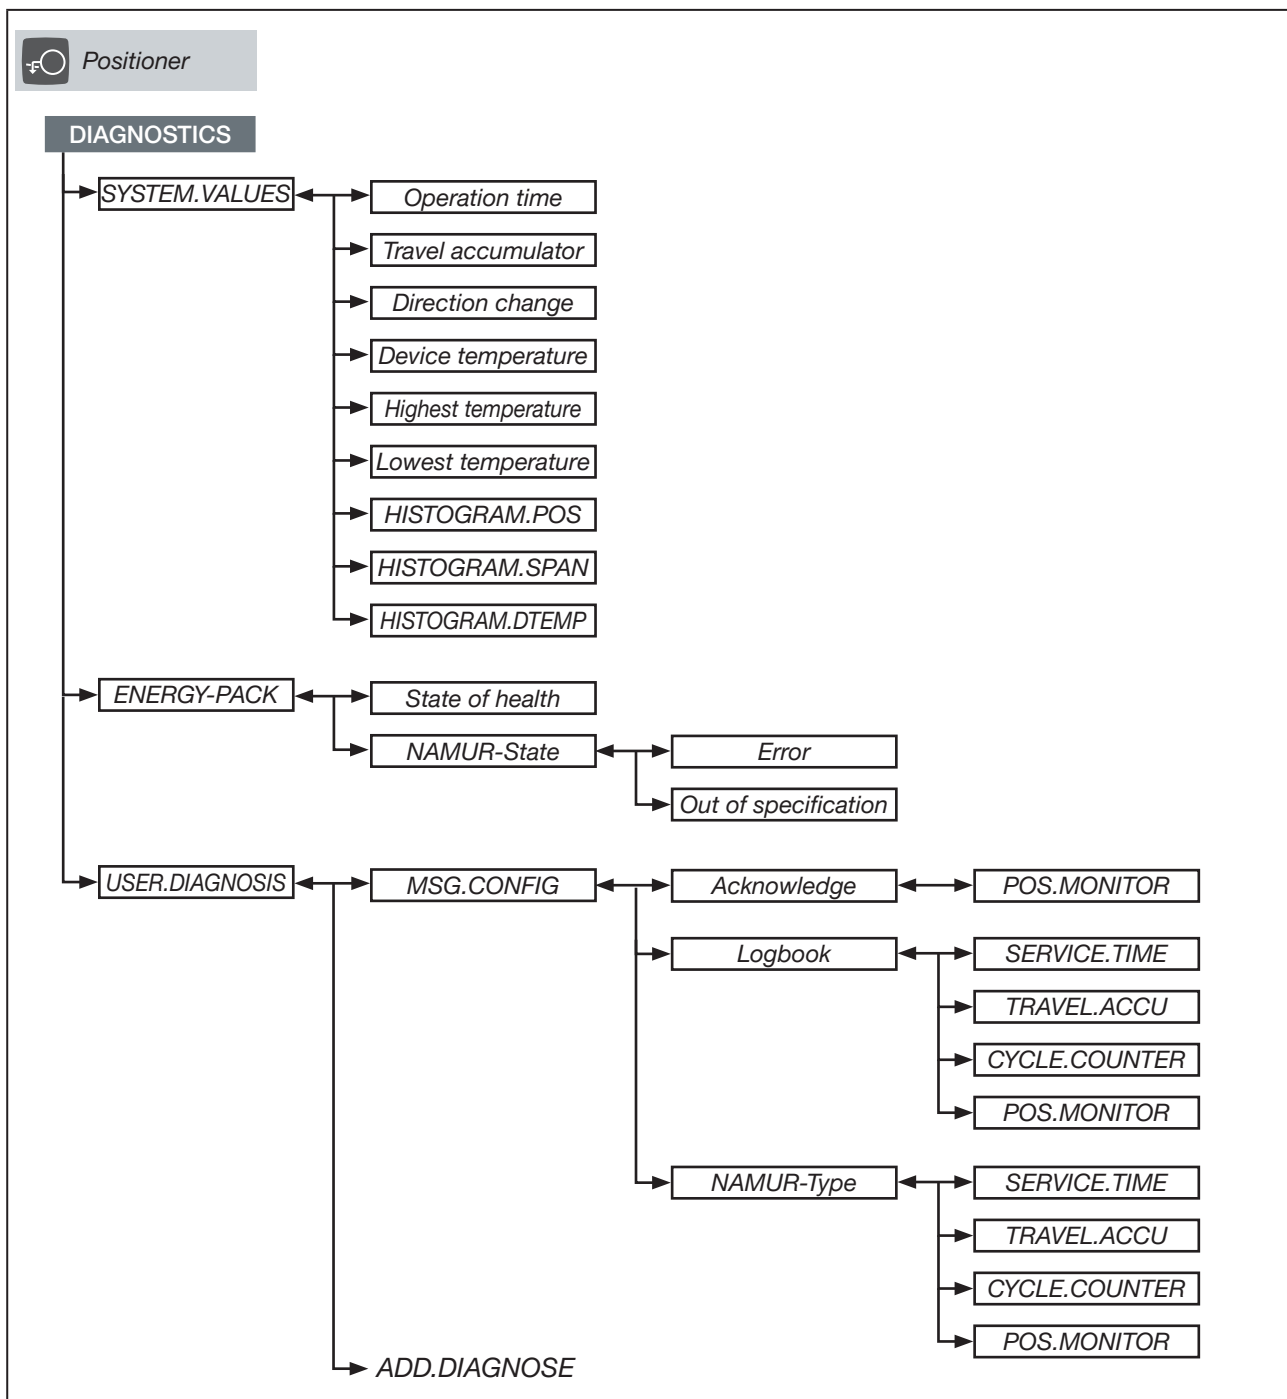 Positioner
DIAGNOSTICS
SYSTEM.VALUES
Operation time
Travel accumulator
Direction change
Device temperature
Highest temperature
Lowest temperature
HISTOGRAM.POS
HISTOGRAM.SPAN
HISTOGRAM.DTEMP
ENERGY-PACK
State of health
NAMUR-State
Error
Out of specification
USER.DIAGNOSIS
MSG.CONFIG
Acknowledge
POS.MONITOR
Logbook
SERVICE.TIME
TRAVEL.ACCU
CYCLE.COUNTER
POS.MONITOR
NAMUR-Type
SERVICE.TIME
TRAVEL.ACCU
CYCLE.COUNTER
POS.MONITOR
ADD.DIAGNOSE